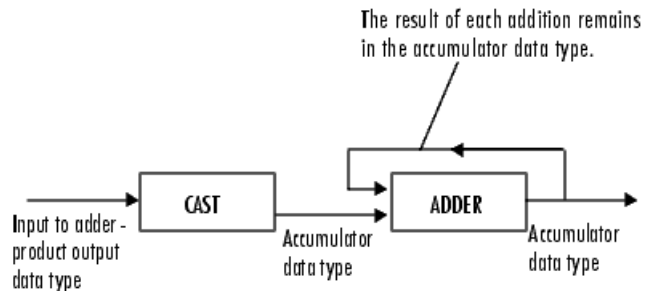 The result of each addition remains
in the accumulator data type.
CAST
ADDER
Input to adder -
product output
data type
Accumulator
data type
Accumulator
data type